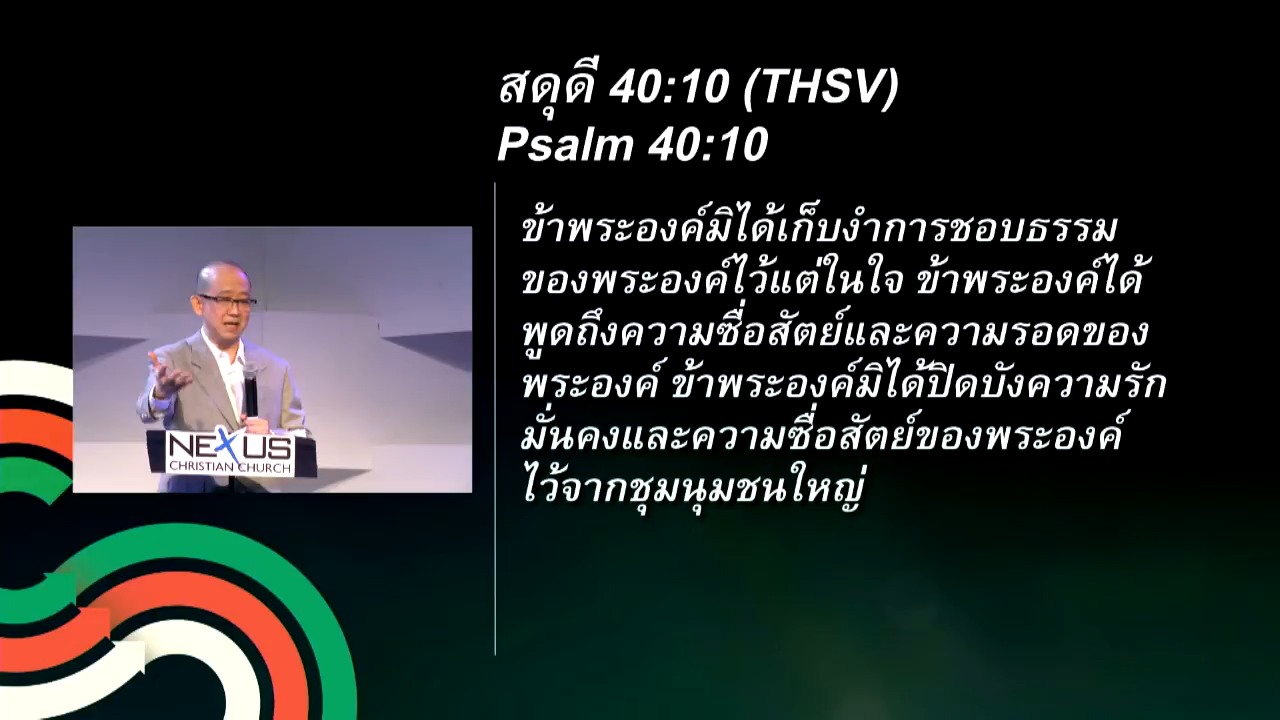 สดุดี 40:10 (THSV)
Psalm 40:10
ข้าพระองค์มิได้เก็บงำการชอบธรรม
ของพระองค์ไว้แต่ในใจ ข้าพระองค์ได้
พูดถึงความซื่อสัตย์และความรอดของ
พระองค์ ข้าพระองค์มิได้ปิดบังความรัก
มั่นคงและความซื่อสัตย์ของพระองค์
ไว้จากชุมนุมชนใหญ่
NEXUS
CHRISTIAN CHURCH